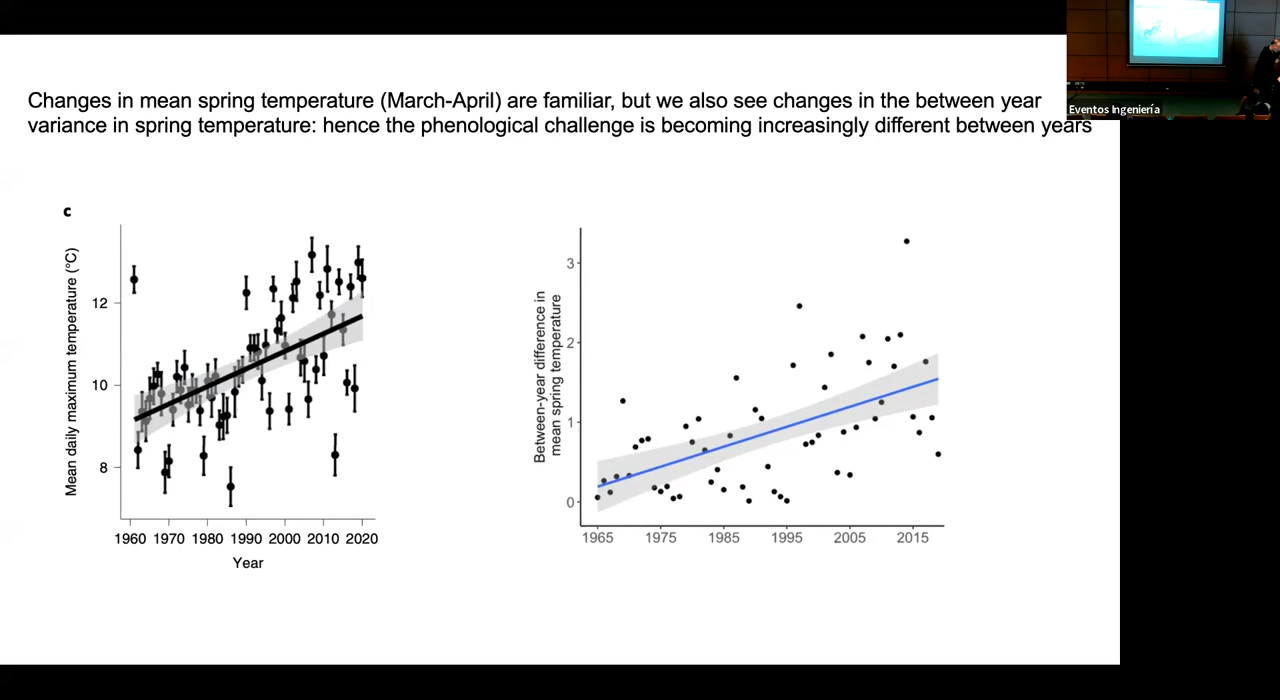 Changes in mean spring temperature (March-April) are familiar, but we also see changes in the between year
variance in spring temperature: hence the phenological challenge is becoming increasingly different between years
Eventos Ingeniería
c
Mean daily maximum temperature (°C)
12
10
8
1960 1970 1980 1990 2000 2010 2020
Year
Between-year difference in
mean spring temperature
3
2
1
0
1965 1975 1985 1995 2005 2015